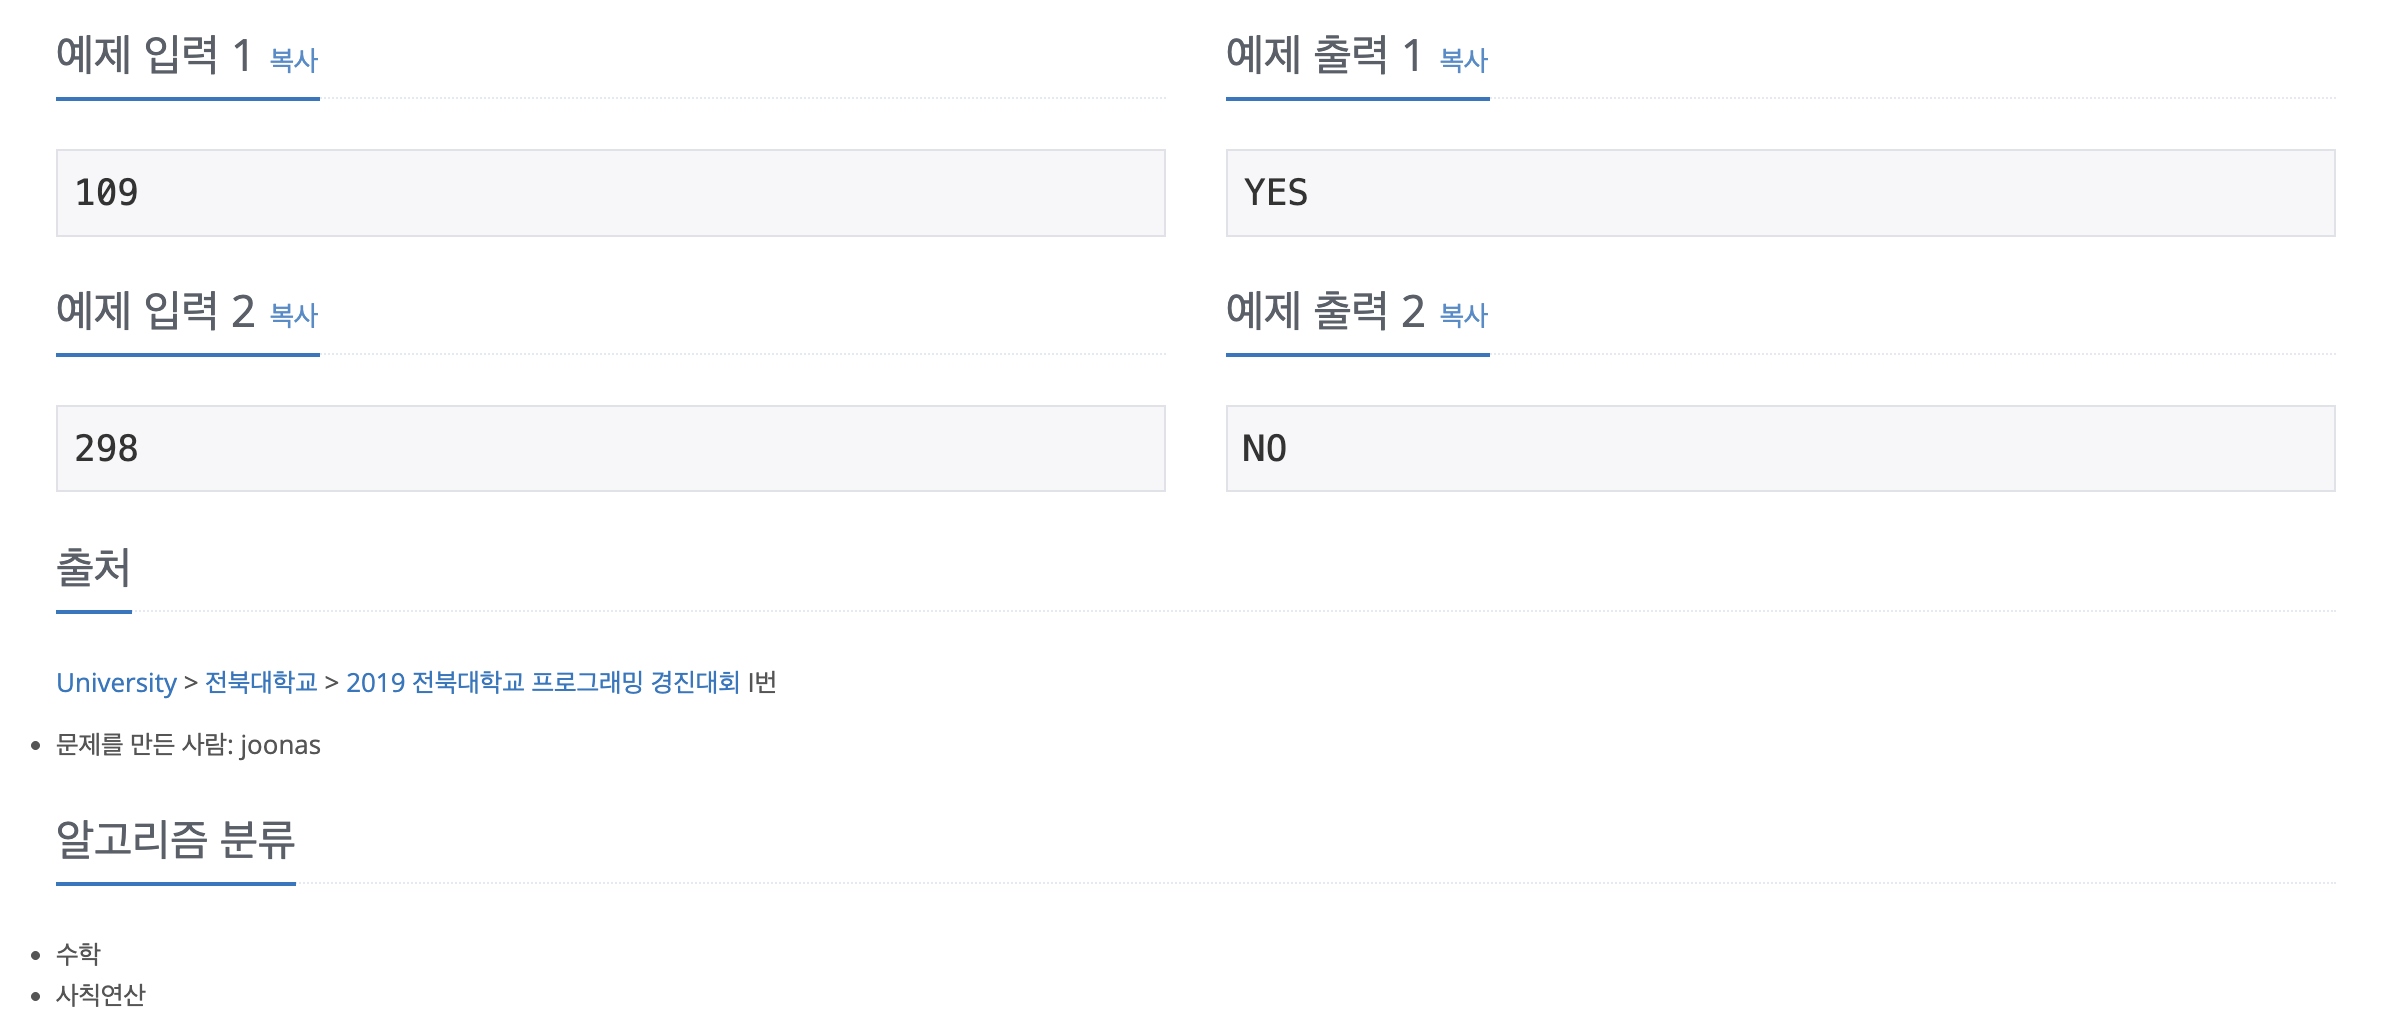 예제 입력 1 복사
109
예제 출력 1 복사
YES
예제 입력 2 복사
298
예제 출력 2 복사
NO
출처
University > 전북대학교 > 2019 전북대학교 프로그래밍 경진대회 I번
문제를 만든 사람: joonas
알고리즘 분류
수학
사칙연산